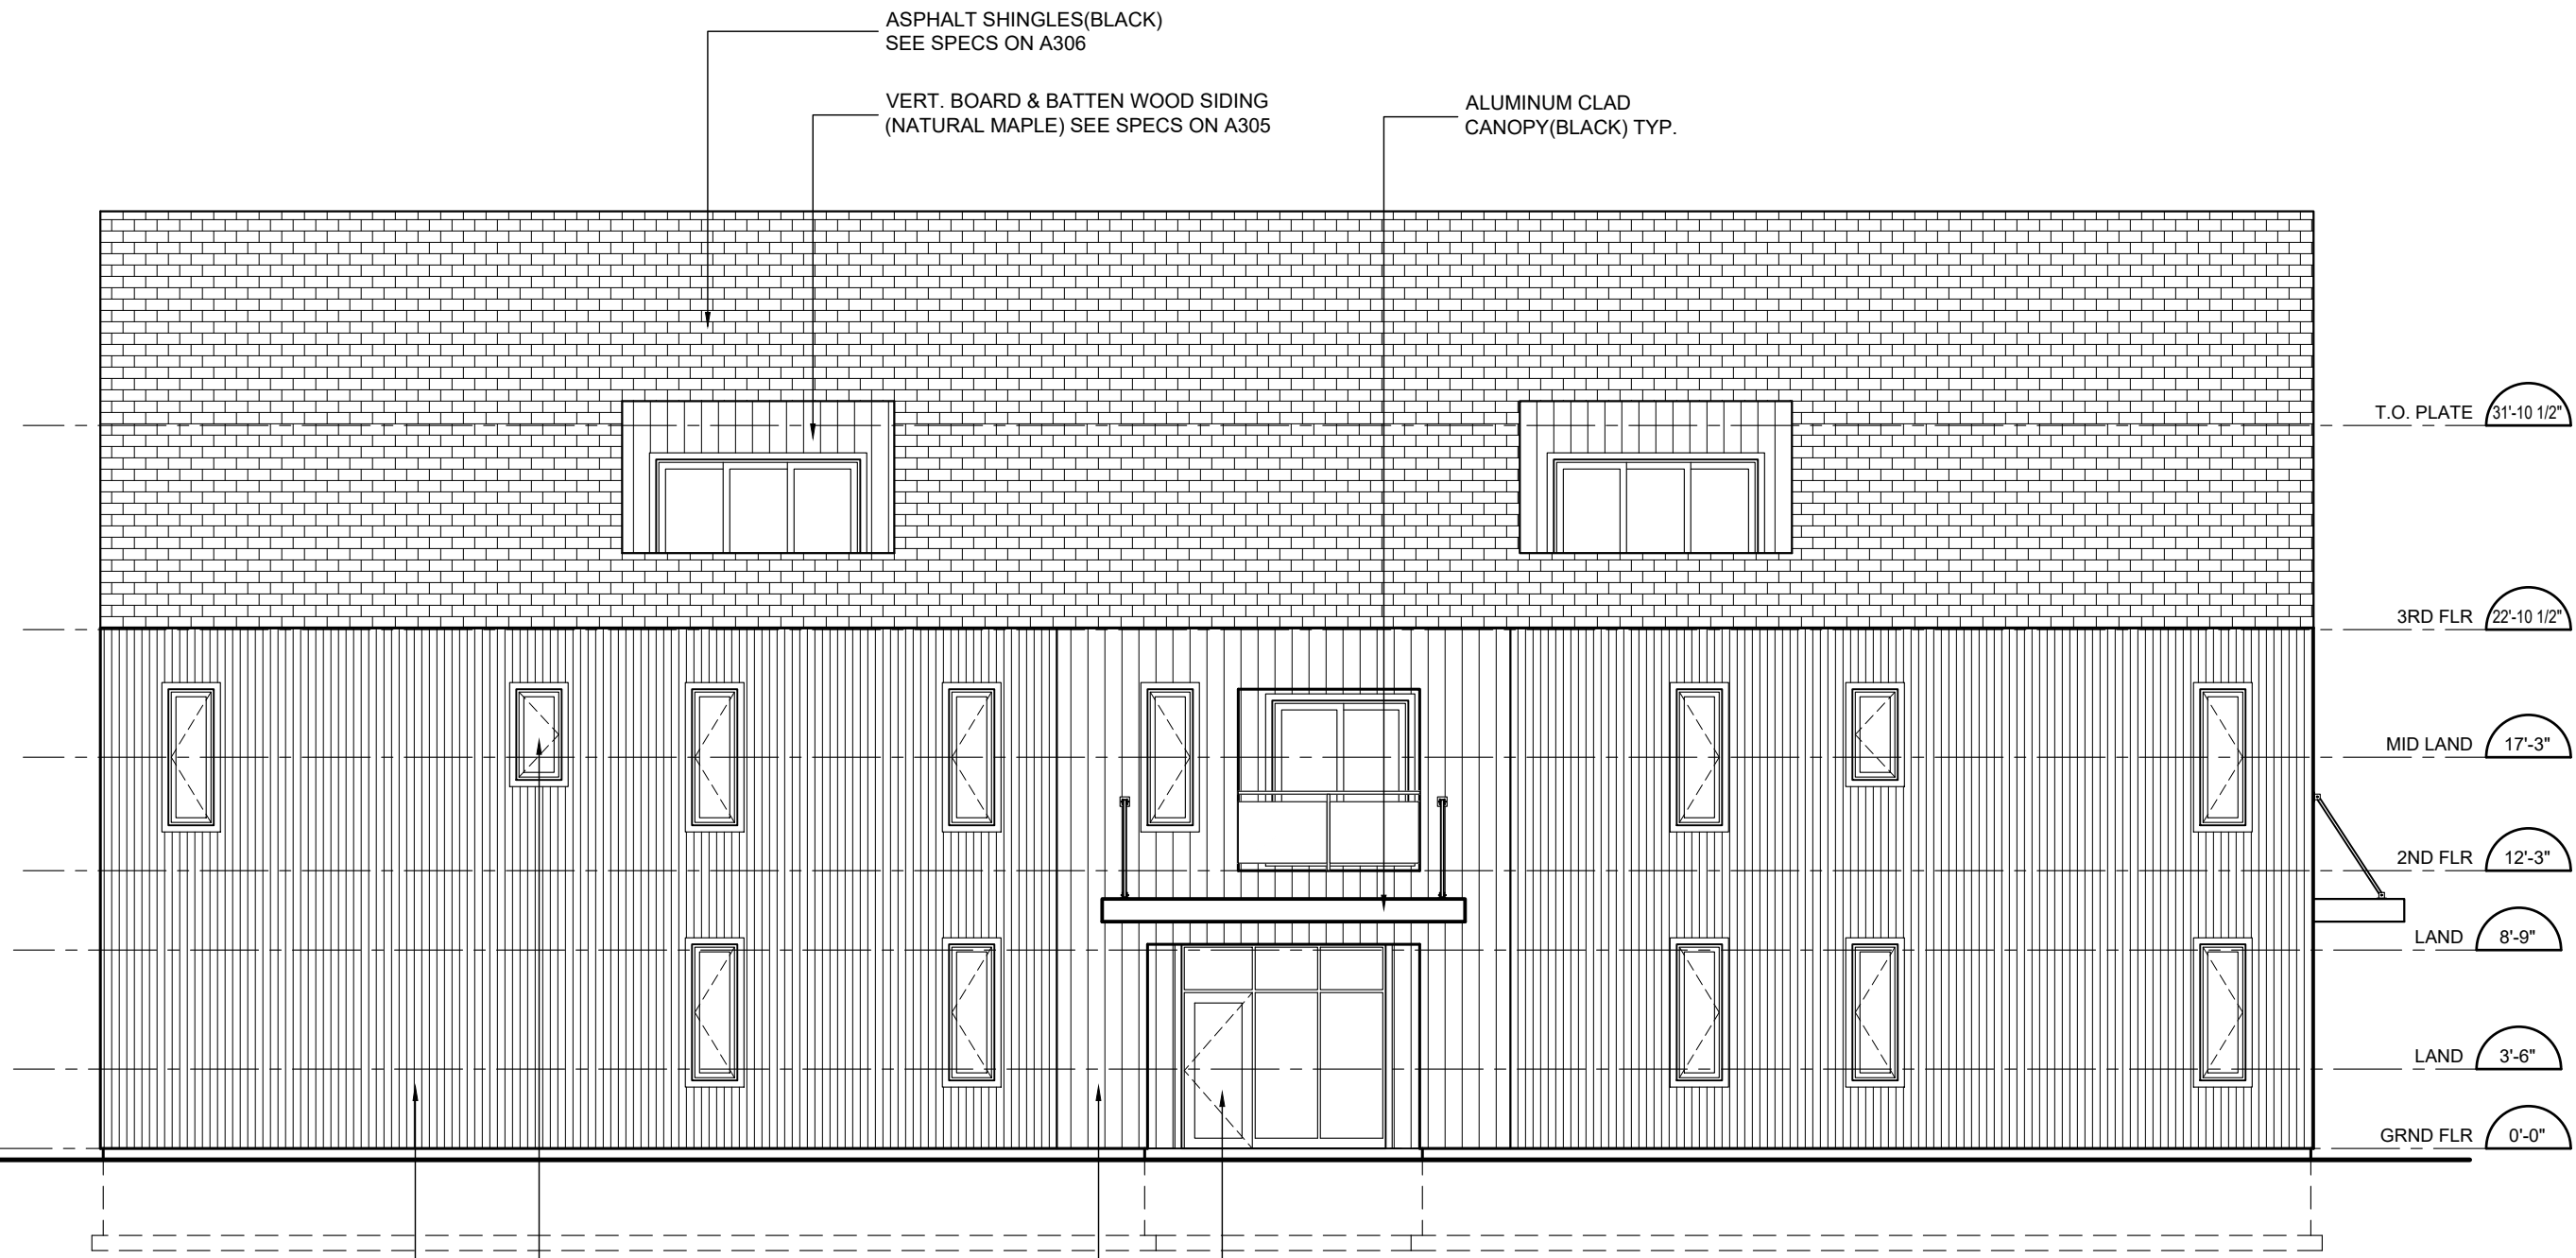 ASPHALT SHINGLES(BLACK)
SEE SPECS ON A306
VERT. BOARD & BATTEN WOOD SIDING
(NATURAL MAPLE) SEE SPECS ON A305
ALUMINUM CLAD
CANOPY(BLACK) TYP.
T.O. PLATE 31'-10 1/2"
3RD FLR 22'-10 1/2"
MID LAND 17'-3"
2ND FLR 12'-3"
LAND 8'-9"
LAND 3'-6"
GRND FLR 0'-0"